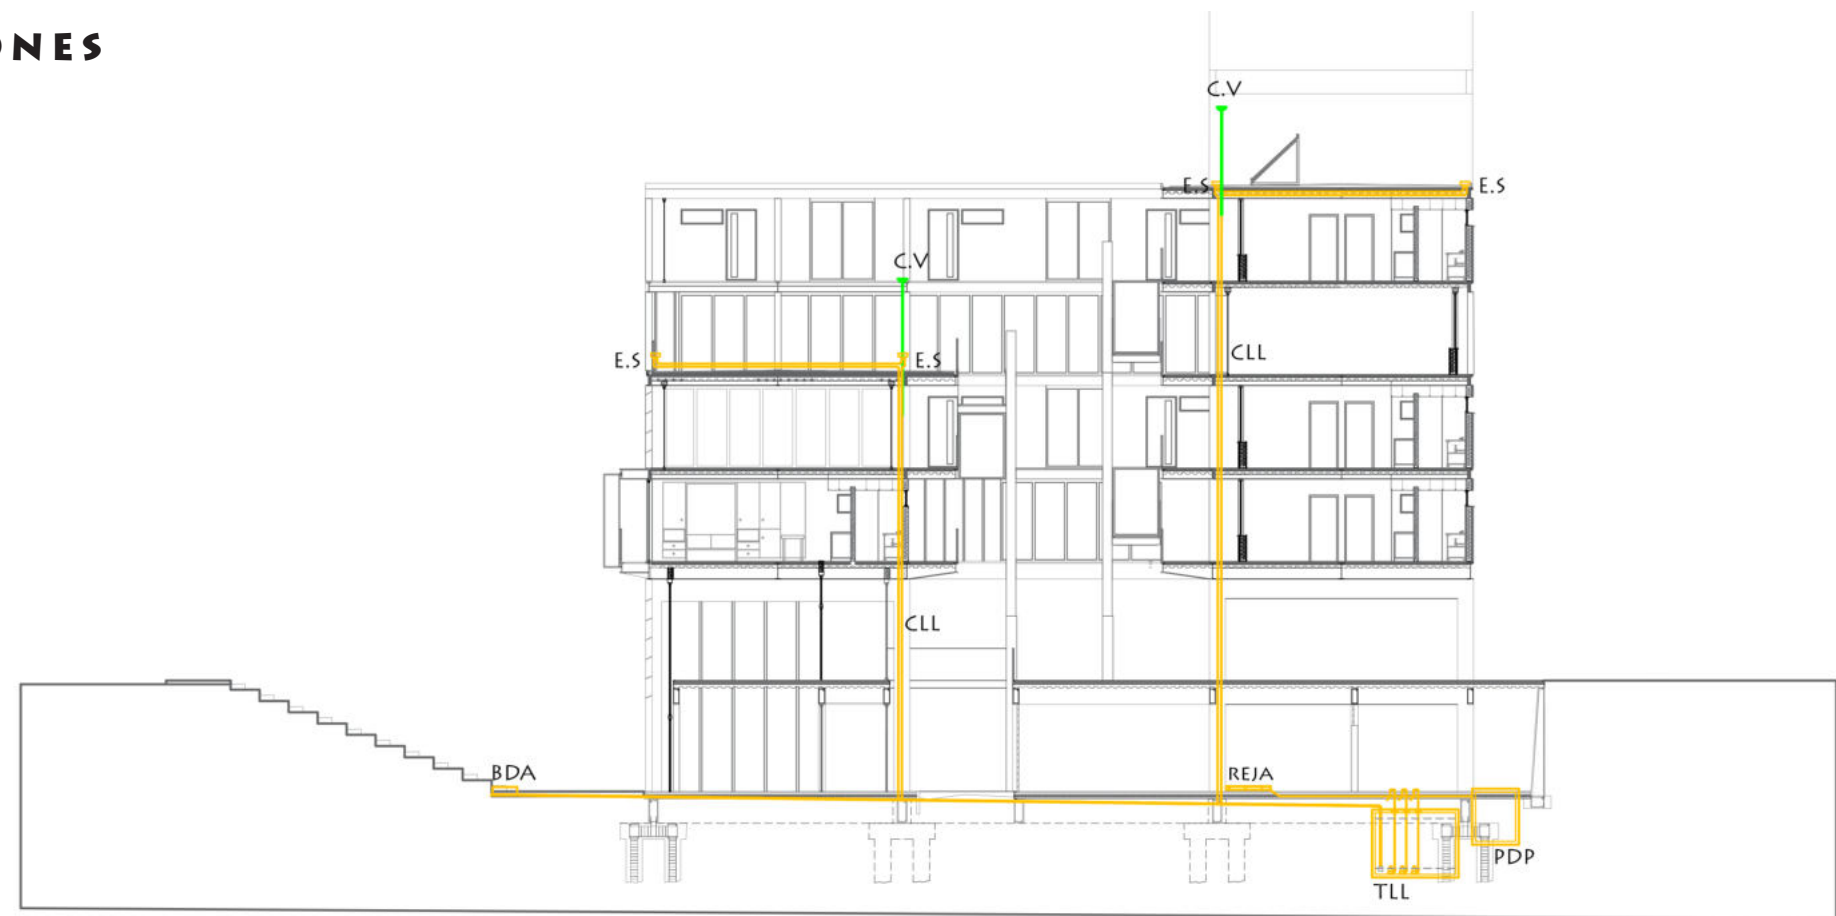 ONES
C.V
E.S
E.S
C.V
E.S
E.S
CLL
CLL
BDA
REJA
PDP
TLL